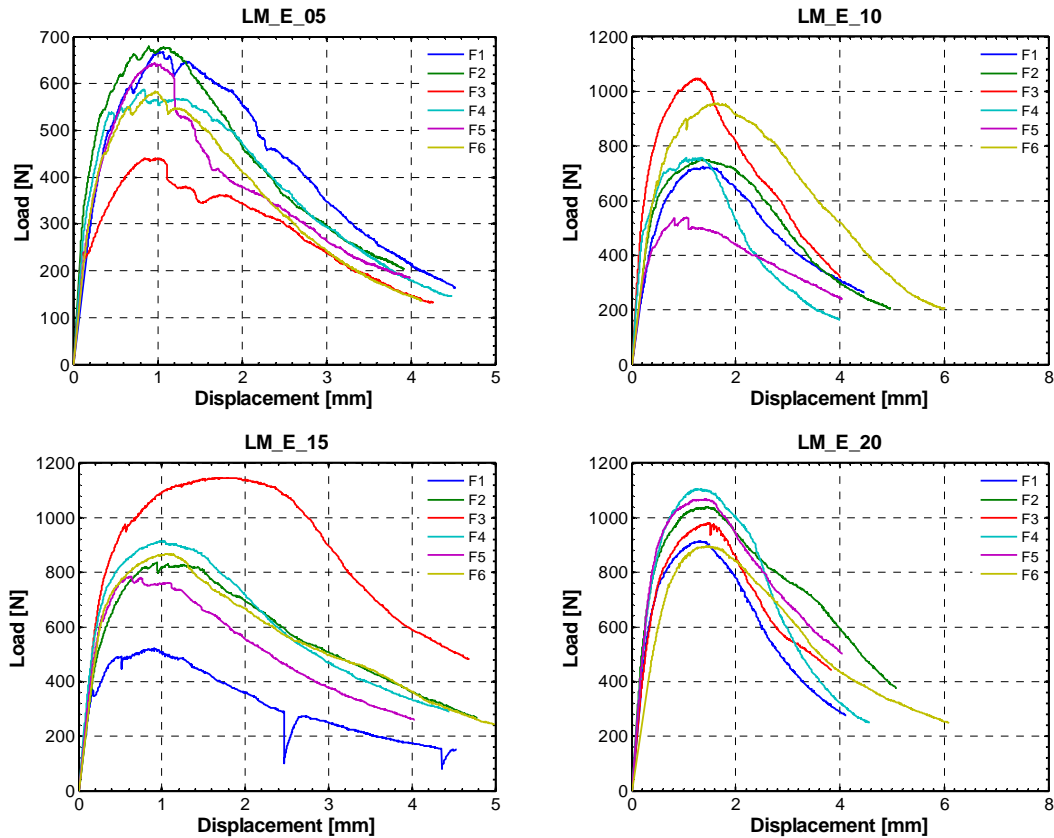 LM_E_05
700
600
500
400
300
200
100
0
Load [N]
0 1 2 3 4 5
Displacement [mm]
F1
F2
F3
F4
F5
F6
LM_E_10
1200
1000
800
600
400
200
0
Load [N]
0 2 4 6 8
Displacement [mm]
F1
F2
F3
F4
F5
F6
LM_E_15
1200
1000
800
600
400
200
0
Load [N]
0 1 2 3 4 5
Displacement [mm]
F1
F2
F3
F4
F5
F6
LM_E_20
1200
1000
800
600
400
200
0
Load [N]
0 2 4 6 8
Displacement [mm]
F1
F2
F3
F4
F5
F6